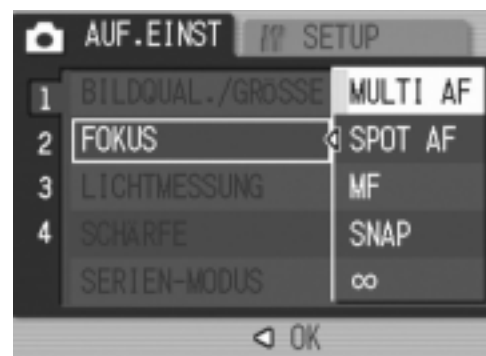 AUF.EINST SETUP
1 BILDQUAL./GRÖSSE MULTI AF
2 FOKUS SPOT AF
3 LICHTMESSUNG MF
4 SCHÄRFE SNAP
SERIEN-MODUS ∞
OK